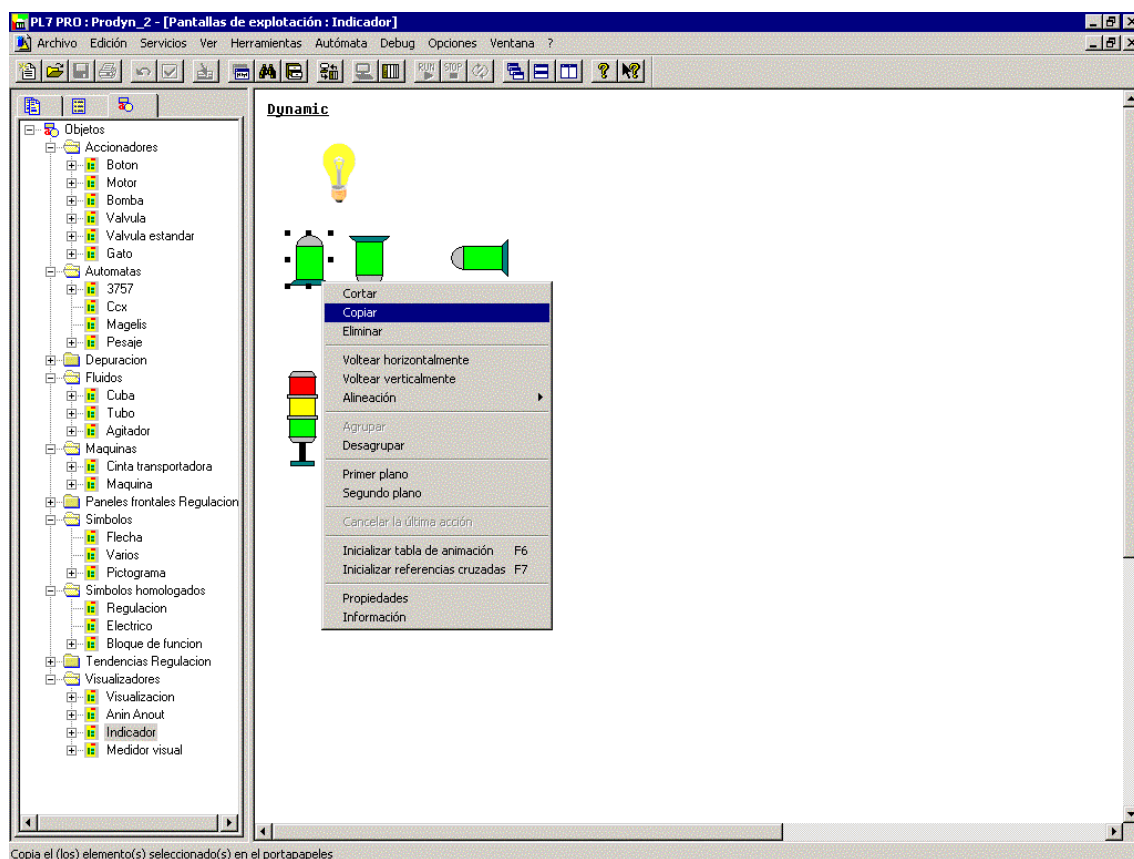 PL7 PRO : Prodyn_2 - [Pantallas de explotación : Indicador]
Archivo Edición Servicios Ver Herramientas Autómata Debug Opciones Ventana ?
RUN STOP
Objetos
Accionadores
Boton
Motor
Bomba
Valvula
Valvula estandar
Gato
Automatas
3757
Ccx
Magelis
Pesaje
Depuracion
Fluidos
Cuba
Tubo
Agitador
Maquinas
Cinta transportadora
Maquina
Paneles frontales Regulacion
Simbolos
Flecha
Varios
Pictograma
Simbolos homologados
Regulacion
Electrico
Bloque de funcion
Tendencias Regulacion
Visualizadores
Visualizacion
Anin Anout
Indicador
Medidor visual
Dynamic
Cortar
Copiar
Eliminar
Voltear horizontalmente
Voltear verticalmente
Alineación
Agrupar
Desagrupar
Primer plano
Segundo plano
Cancelar la última acción
Inicializar tabla de animación F6
Inicializar referencias cruzadas F7
Propiedades
Información
Copia el (los) elemento(s) seleccionado(s) en el portapapeles